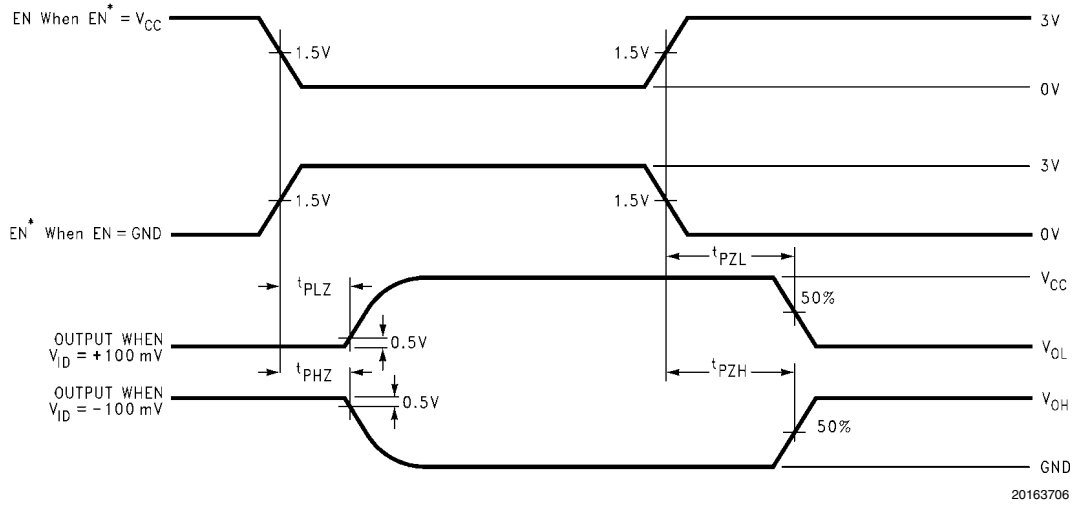 EN When EN* = VCC
3V
1.5V
1.5V
0V
3V
1.5V
1.5V
EN* When EN = GND
0V
tPZL
VCC
tPLZ
50%
OUTPUT WHEN
VID = +100 mV
0.5V
VOL
tPHZ
tPZH
OUTPUT WHEN
VID = −100 mV
0.5V
VOH
50%
GND
20163706